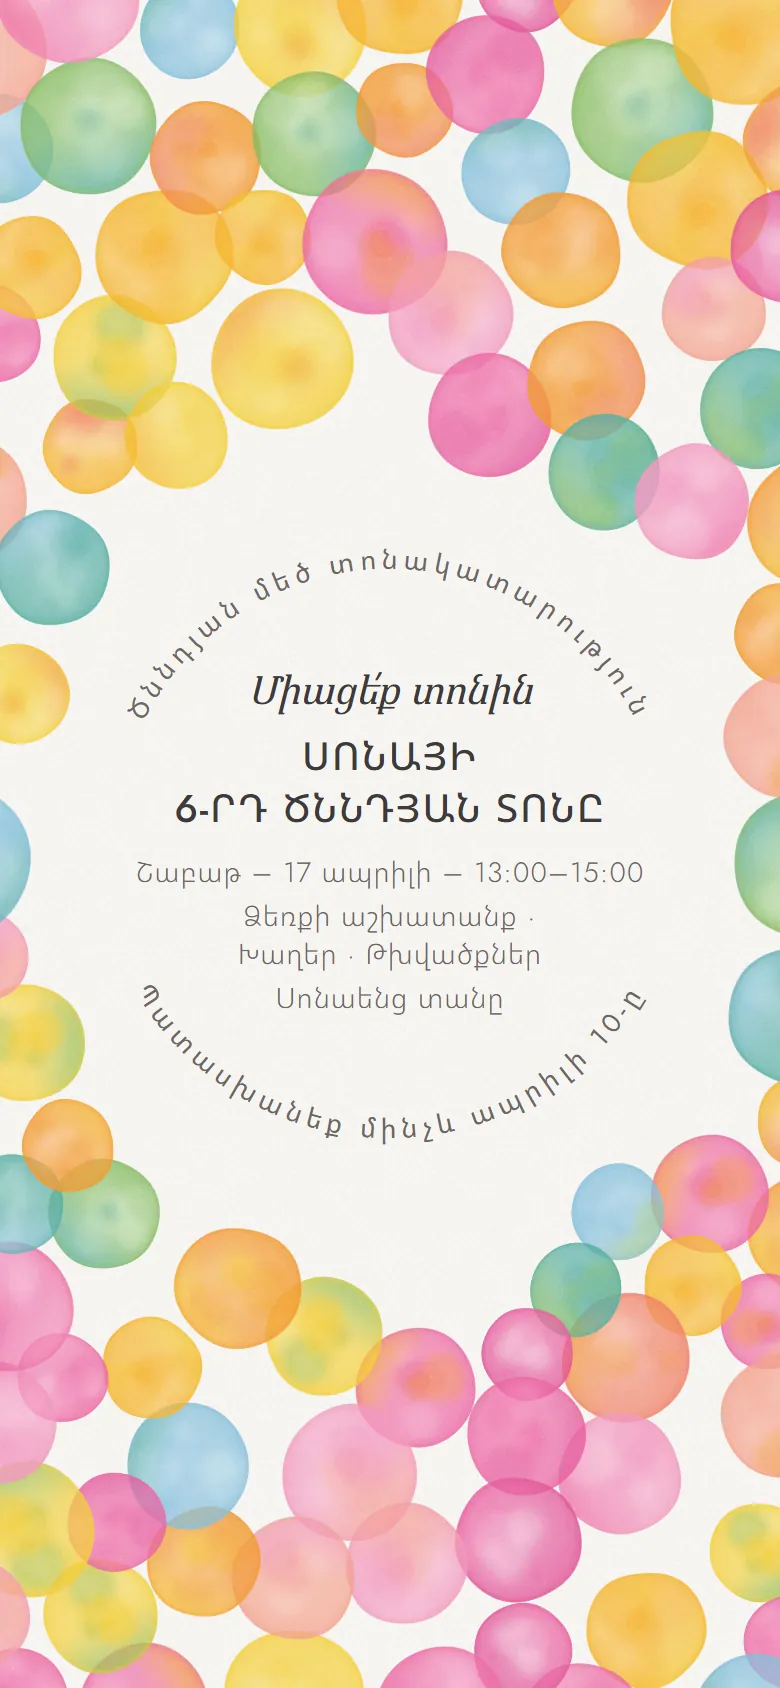 Ծննդյան մեծ տոնակատարություն
Միացե՛ք տոնին
ՍՈՆԱՅԻ
6-ՐԴ ԾՆՆԴՅԱՆ ՏՈՆԸ
Շաբաթ – 17 ապրիլի – 13:00–15:00
Ձեռքի աշխատանք ·
Խաղեր · Թխվածքներ
Սոնաենց տանը
Պատասխանեք մինչև ապրիլի 10-ը